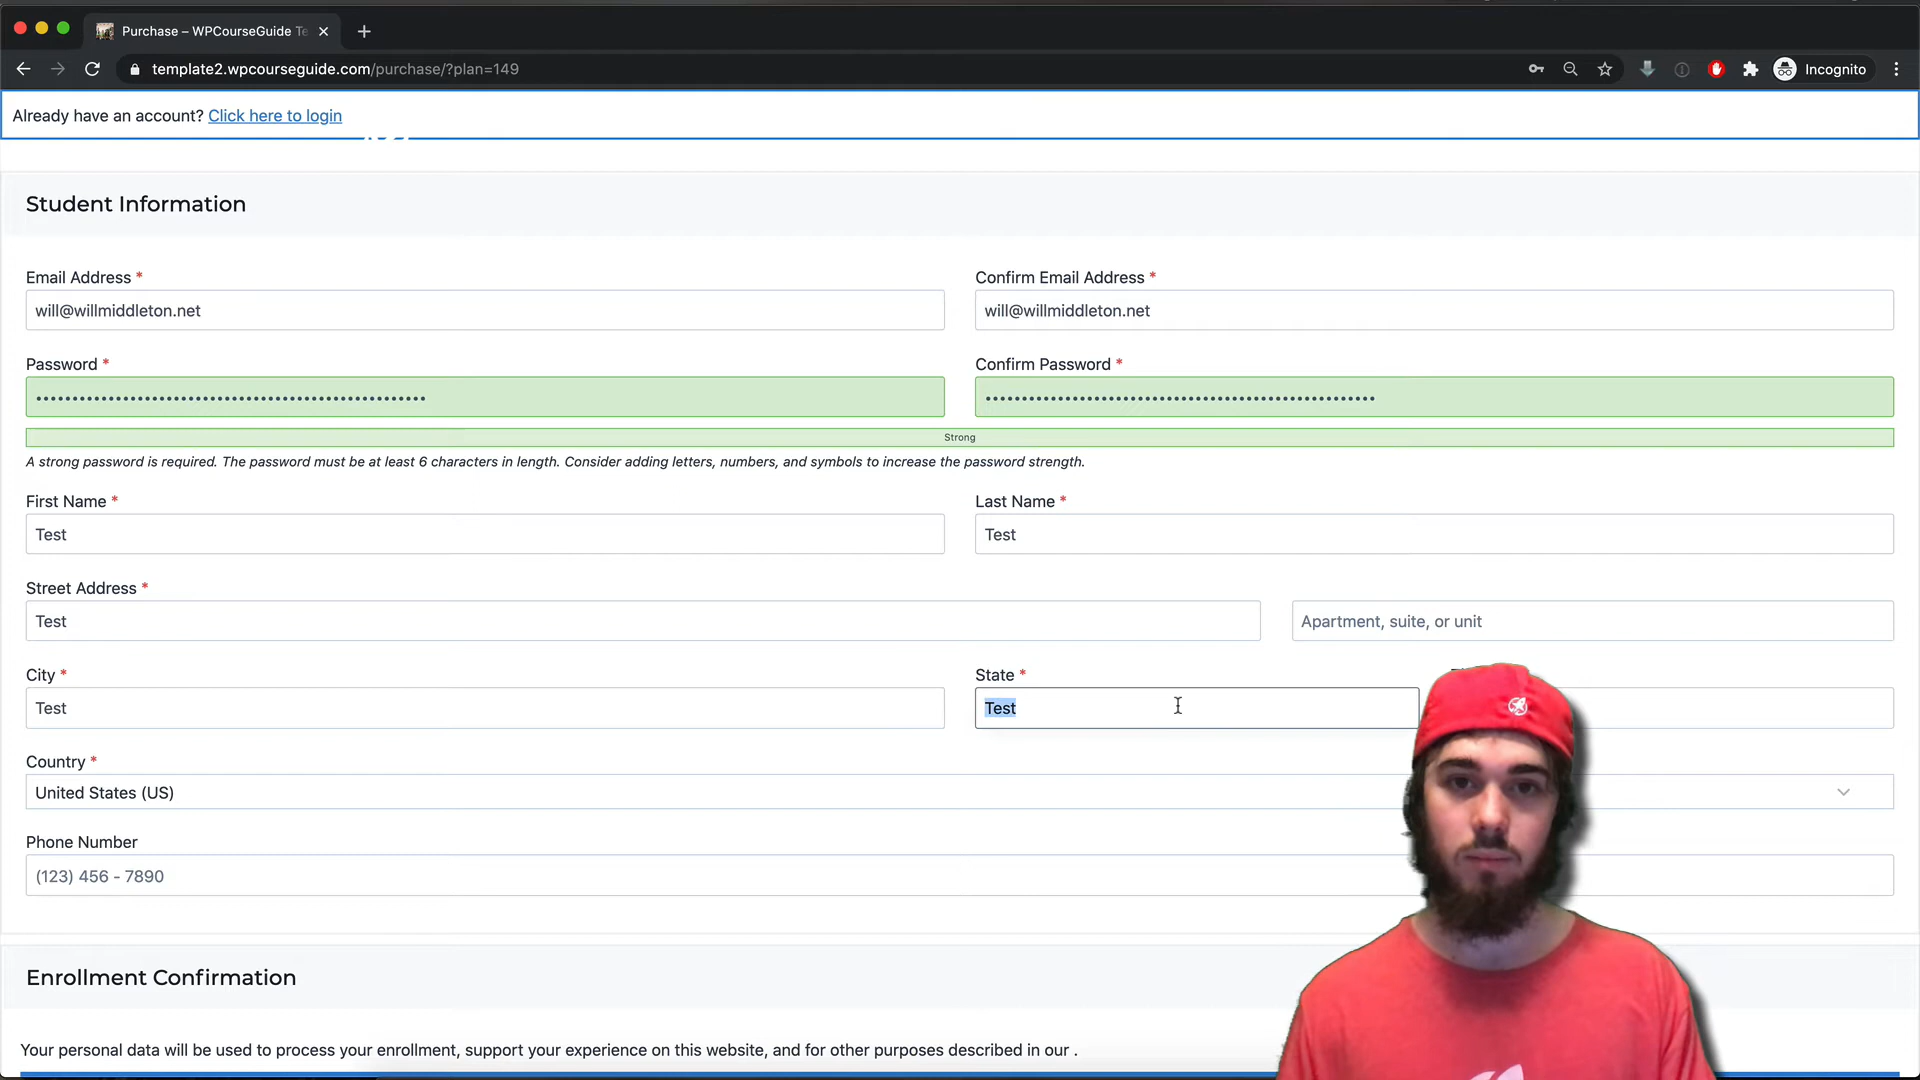 Purchase – WPCourseGuide Te
template2.wpcourseguide.com/purchase/?plan=149
Incognito
Already have an account? Click here to login
Student Information
Email Address * Confirm Email Address *
will@willmiddleton.net will@willmiddleton.net
Password * Confirm Password *
Strong
A strong password is required. The password must be at least 6 characters in length. Consider adding letters, numbers, and symbols to increase the password strength.
First Name * Last Name *
Test Test
Street Address *
Test Apartment, suite, or unit
City * State *
Test Test
Country *
United States (US)
Phone Number
(123) 456 - 7890
Enrollment Confirmation
Your personal data will be used to process your enrollment, support your experience on this website, and for other purposes described in our .